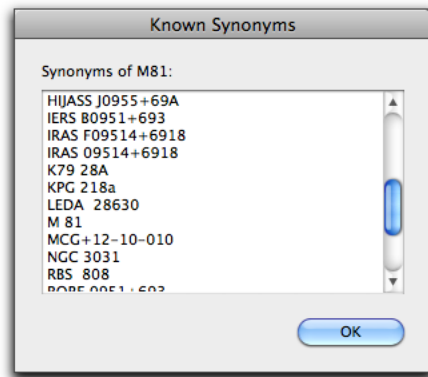 Known Synonyms
Synonyms of M81:
HIJASS J0955+69A
IERS B0951+693
IRAS F09514+6918
IRAS 09514+6918
K79 28A
KPG 218a
LEDA 28630
M 81
MCG+12-10-010
NGC 3031
RBS 808
OK